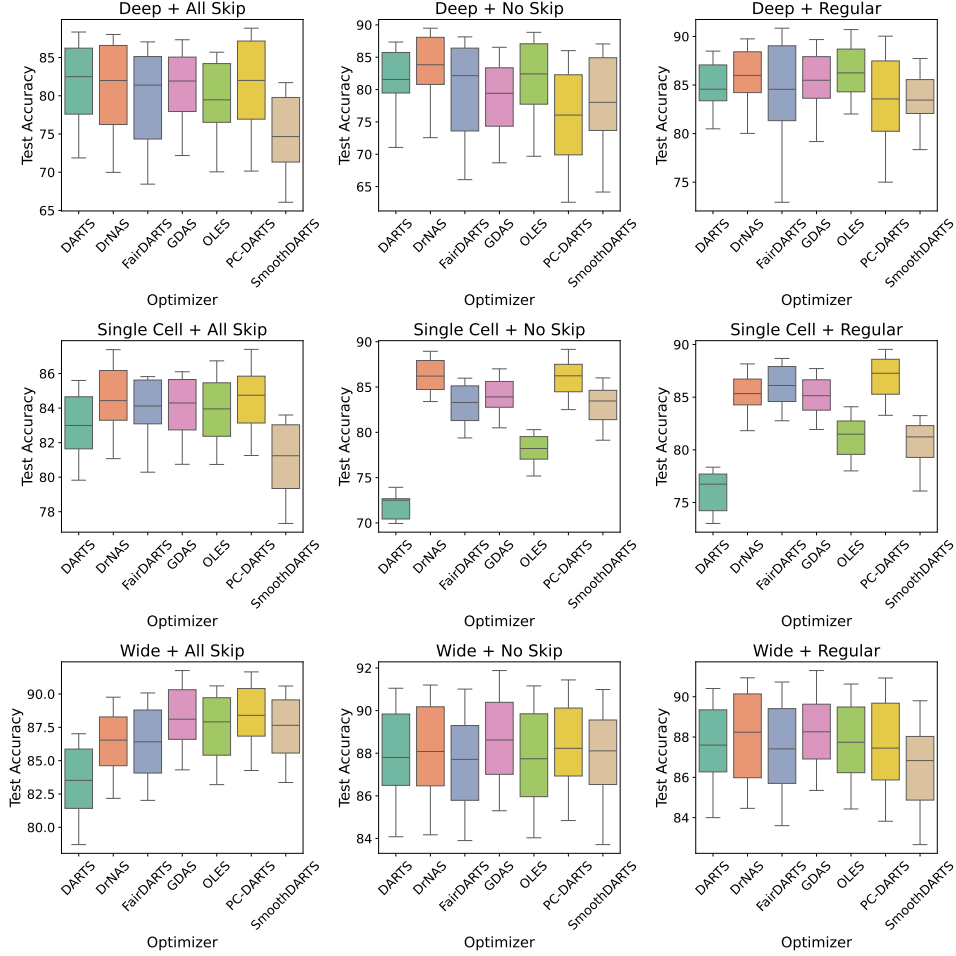 Deep + All Skip
Test Accuracy
85
80
75
70
65
DARTS
DrNAS
FairDARTS
GDAS
OLES
PC-DARTS
SmoothDARTS
Optimizer
Deep + No Skip
Test Accuracy
90
85
80
75
70
65
DARTS
DrNAS
FairDARTS
GDAS
OLES
PC-DARTS
SmoothDARTS
Optimizer
Deep + Regular
Test Accuracy
90
85
80
75
DARTS
DrNAS
FairDARTS
GDAS
OLES
PC-DARTS
SmoothDARTS
Optimizer
Single Cell + All Skip
Test Accuracy
86
84
82
80
78
DARTS
DrNAS
FairDARTS
GDAS
OLES
PC-DARTS
SmoothDARTS
Optimizer
Single Cell + No Skip
Test Accuracy
90
85
80
75
70
DARTS
DrNAS
FairDARTS
GDAS
OLES
PC-DARTS
SmoothDARTS
Optimizer
Single Cell + Regular
Test Accuracy
90
85
80
75
DARTS
DrNAS
FairDARTS
GDAS
OLES
PC-DARTS
SmoothDARTS
Optimizer
Wide + All Skip
Test Accuracy
90.0
87.5
85.0
82.5
80.0
DARTS
DrNAS
FairDARTS
GDAS
OLES
PC-DARTS
SmoothDARTS
Optimizer
Wide + No Skip
Test Accuracy
92
90
88
86
84
DARTS
DrNAS
FairDARTS
GDAS
OLES
PC-DARTS
SmoothDARTS
Optimizer
Wide + Regular
Test Accuracy
90
88
86
84
DARTS
DrNAS
FairDARTS
GDAS
OLES
PC-DARTS
SmoothDARTS
Optimizer